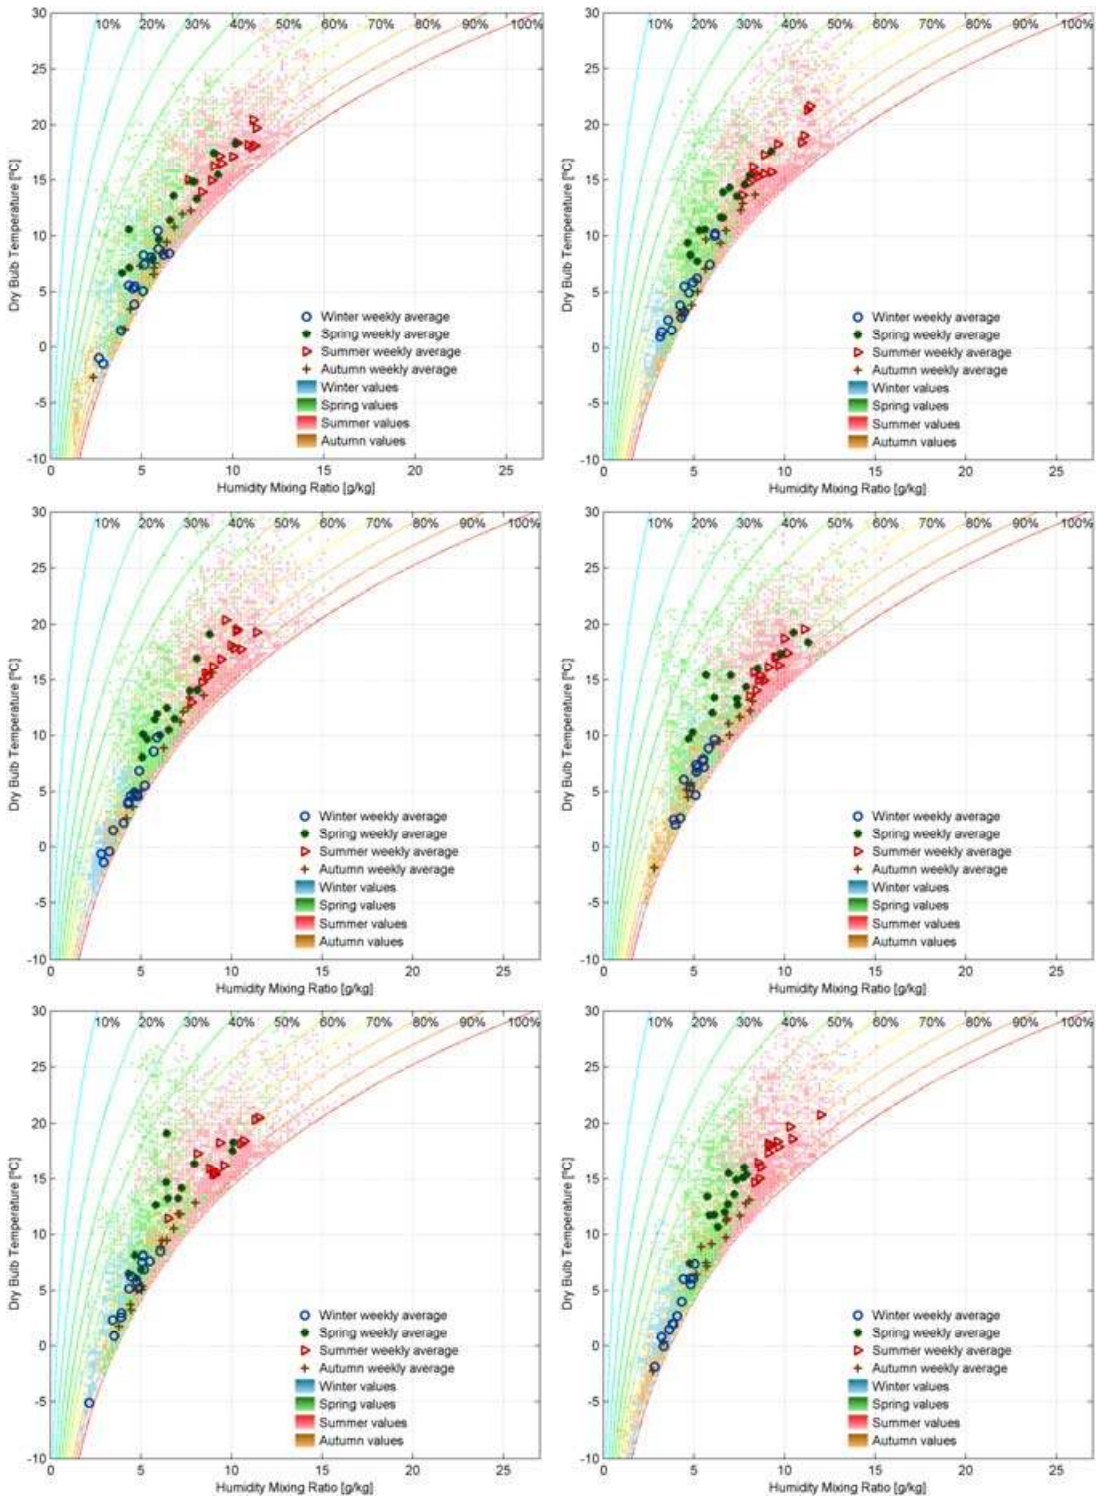 30 10% 20% 30% 40% 50% 60% 70% 80% 90% 100%
25
20
15
10
5
0
-5
-10
Dry Bulb Temperature [ºC]
Winter weekly average
Spring weekly average
Summer weekly average
Autumn weekly average
Winter values
Spring values
Summer values
Autumn values
0 5 10 15 20 25
Humidity Mixing Ratio [g/kg]
30 10% 20% 30% 40% 50% 60% 70% 80% 90% 100%
25
20
15
10
5
0
-5
-10
Dry Bulb Temperature [ºC]
Winter weekly average
Spring weekly average
Summer weekly average
Autumn weekly average
Winter values
Spring values
Summer values
Autumn values
0 5 10 15 20 25
Humidity Mixing Ratio [g/kg]
30 10% 20% 30% 40% 50% 60% 70% 80% 90% 100%
25
20
15
10
5
0
-5
-10
Dry Bulb Temperature [ºC]
Winter weekly average
Spring weekly average
Summer weekly average
Autumn weekly average
Winter values
Spring values
Summer values
Autumn values
0 5 10 15 20 25
Humidity Mixing Ratio [g/kg]
30 10% 20% 30% 40% 50% 60% 70% 80% 90% 100%
25
20
15
10
5
0
-5
-10
Dry Bulb Temperature [ºC]
Winter weekly average
Spring weekly average
Summer weekly average
Autumn weekly average
Winter values
Spring values
Summer values
Autumn values
0 5 10 15 20 25
Humidity Mixing Ratio [g/kg]
30 10% 20% 30% 40% 50% 60% 70% 80% 90% 100%
25
20
15
10
5
0
-5
-10
Dry Bulb Temperature [ºC]
Winter weekly average
Spring weekly average
Summer weekly average
Autumn weekly average
Winter values
Spring values
Summer values
Autumn values
0 5 10 15 20 25
Humidity Mixing Ratio [g/kg]
30 10% 20% 30% 40% 50% 60% 70% 80% 90% 100%
25
20
15
10
5
0
-5
-10
Dry Bulb Temperature [ºC]
Winter weekly average
Spring weekly average
Summer weekly average
Autumn weekly average
Winter values
Spring values
Summer values
Autumn values
0 5 10 15 20 25
Humidity Mixing Ratio [g/kg]